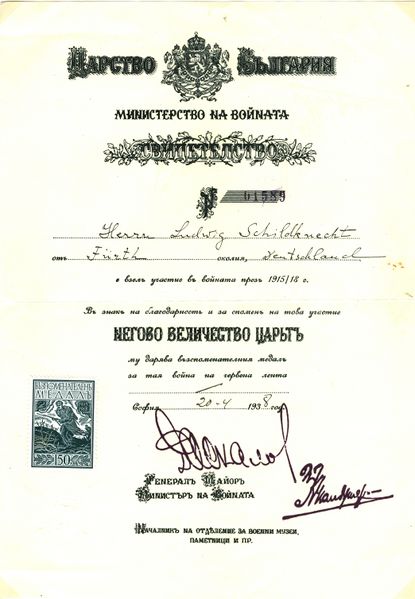 Царство България
Министерство на войната
Свидетелство
№ 61589
Herrn Ludwig Schildknecht
отъ Fürth околия, Deutschland
е взелъ участие въ войната презъ 1915/18 г.
Въ знакъ на благодарность и за споменъ на това участие
Негово Величество Царътъ
му дарява възпоменателния медалъ
за тая война на червена лента
София 20-4 1938 год.
ВЪЗПОМЕНАТЕЛЕНЪ
МЕДАЛЪ
50
Генералъ Майоръ
Министъръ на Войната
Началникъ на отдѣление за военни музеи,
паметници и пр.